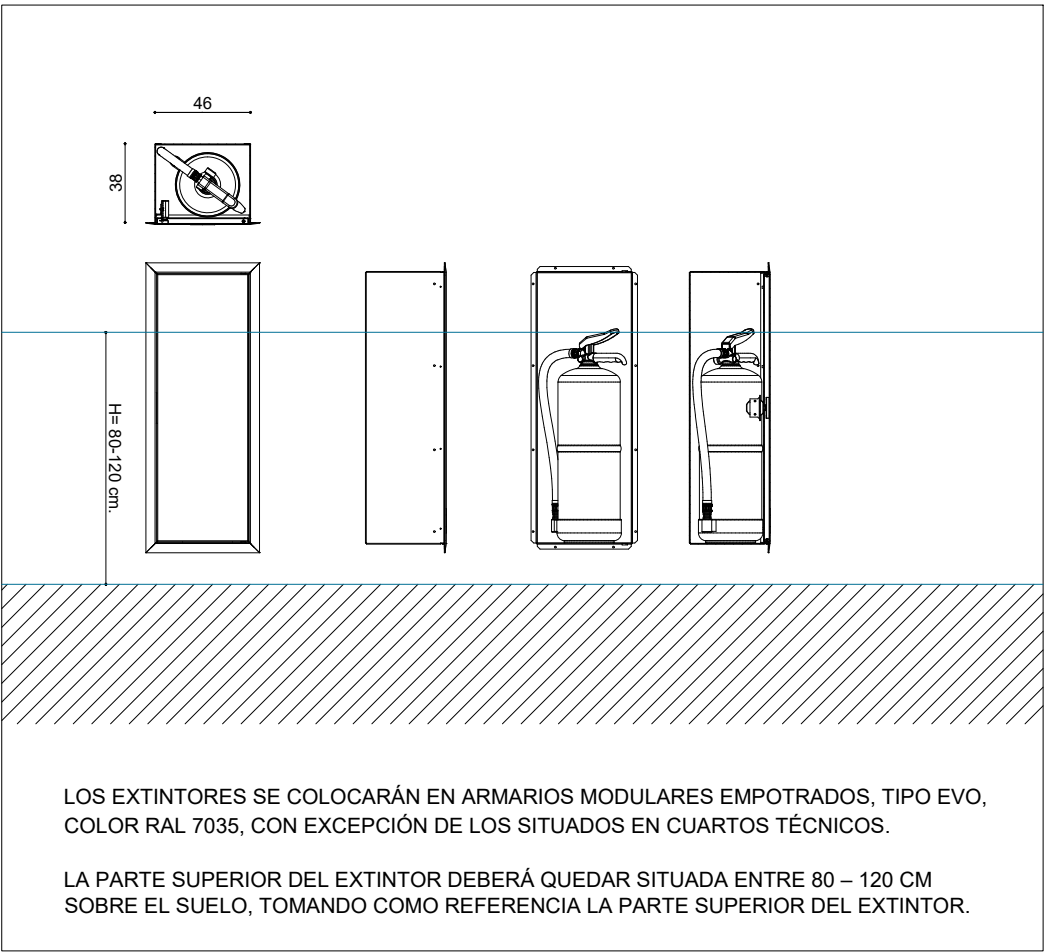 46
38
H= 80-120 cm.
LOS EXTINTORES SE COLOCARÁN EN ARMARIOS MODULARES EMPOTRADOS, TIPO EVO,
COLOR RAL 7035, CON EXCEPCIÓN DE LOS SITUADOS EN CUARTOS TÉCNICOS.
LA PARTE SUPERIOR DEL EXTINTOR DEBERÁ QUEDAR SITUADA ENTRE 80 – 120 CM
SOBRE EL SUELO, TOMANDO COMO REFERENCIA LA PARTE SUPERIOR DEL EXTINTOR.